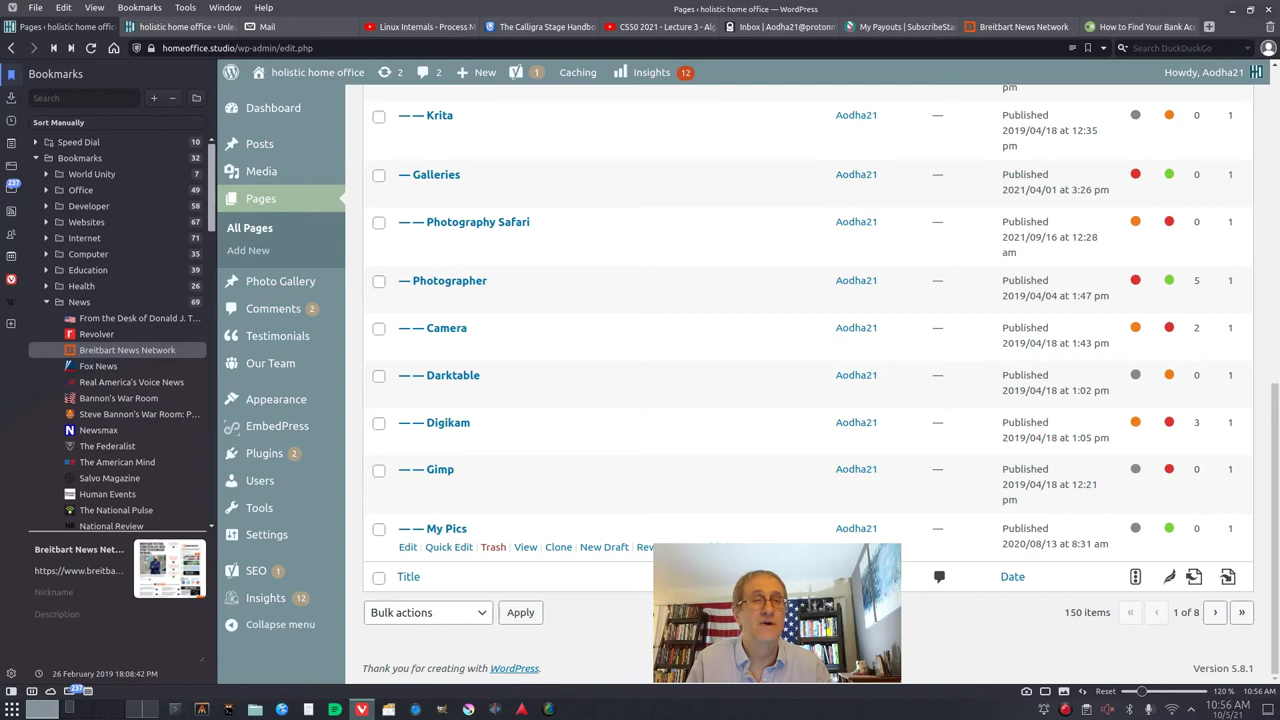 File Edit View Bookmarks Tools Window Help
Pages ‹ holistic home office — WordPress
Pages ‹ holistic home offic
holistic home office - Unle
Mail
Linux Internals - Process M
The Calligra Stage Handbo
CS50 2021 - Lecture 3 - Alg
Inbox | Aodha21@protonn
My Payouts | SubscribeStar
Breitbart News Network
How to Find Your Bank Ac
homeoffice.studio/wp-admin/edit.php
Search DuckDuckGo
Bookmarks
Search
Sort Manually
Speed Dial 10
Bookmarks 32
World Unity 7
Office 49
Developer 58
Websites 67
Internet 71
Computer 35
Education 39
Health 26
News 69
From the Desk of Donald J. T...
Revolver
Breitbart News Network
Fox News
Real America's Voice News
Bannon's War Room
Steve Bannon's War Room: P...
Newsmax
The Federalist
The American Mind
Salvo Magazine
Human Events
The National Pulse
National Review
Breitbart News Net...
https://www.breitba...
Nickname
Description
26 February 2019 18:08:42 PM
237
holistic home office 2 2 New 1 Caching Insights 12
Howdy, Aodha21
Dashboard
Posts
Media
Pages
All Pages
Add New
Photo Gallery
Comments 2
Testimonials
Our Team
Appearance
EmbedPress
Plugins 2
Users
Tools
Settings
SEO 1
Insights 12
Collapse menu
pm
— — Krita Aodha21 — Published 0 1
2019/04/18 at 12:35
pm
— Galleries Aodha21 — Published 0 1
2021/04/01 at 3:26 pm
— — Photography Safari Aodha21 — Published 0 1
2021/09/16 at 12:28
am
— — Photographer Aodha21 — Published 5 1
2019/04/04 at 1:47 pm
— — Camera Aodha21 — Published 2 1
2019/04/18 at 1:43 pm
— — Darktable Aodha21 — Published 0 1
2019/04/18 at 1:02 pm
— — Digikam Aodha21 — Published 3 1
2019/04/18 at 1:05 pm
— — Gimp Aodha21 — Published 0 1
2019/04/18 at 12:21
pm
— — My Pics Aodha21 — Published 0 1
Edit Quick Edit Trash View Clone New Draft
2020/08/13 at 8:31 am
Title Date
Bulk actions Apply
150 items « ‹ 1 of 8 › »
Thank you for creating with WordPress.
Version 5.8.1
237
Reset 120 % 10:56 AM
10:56 AM
10/5/21